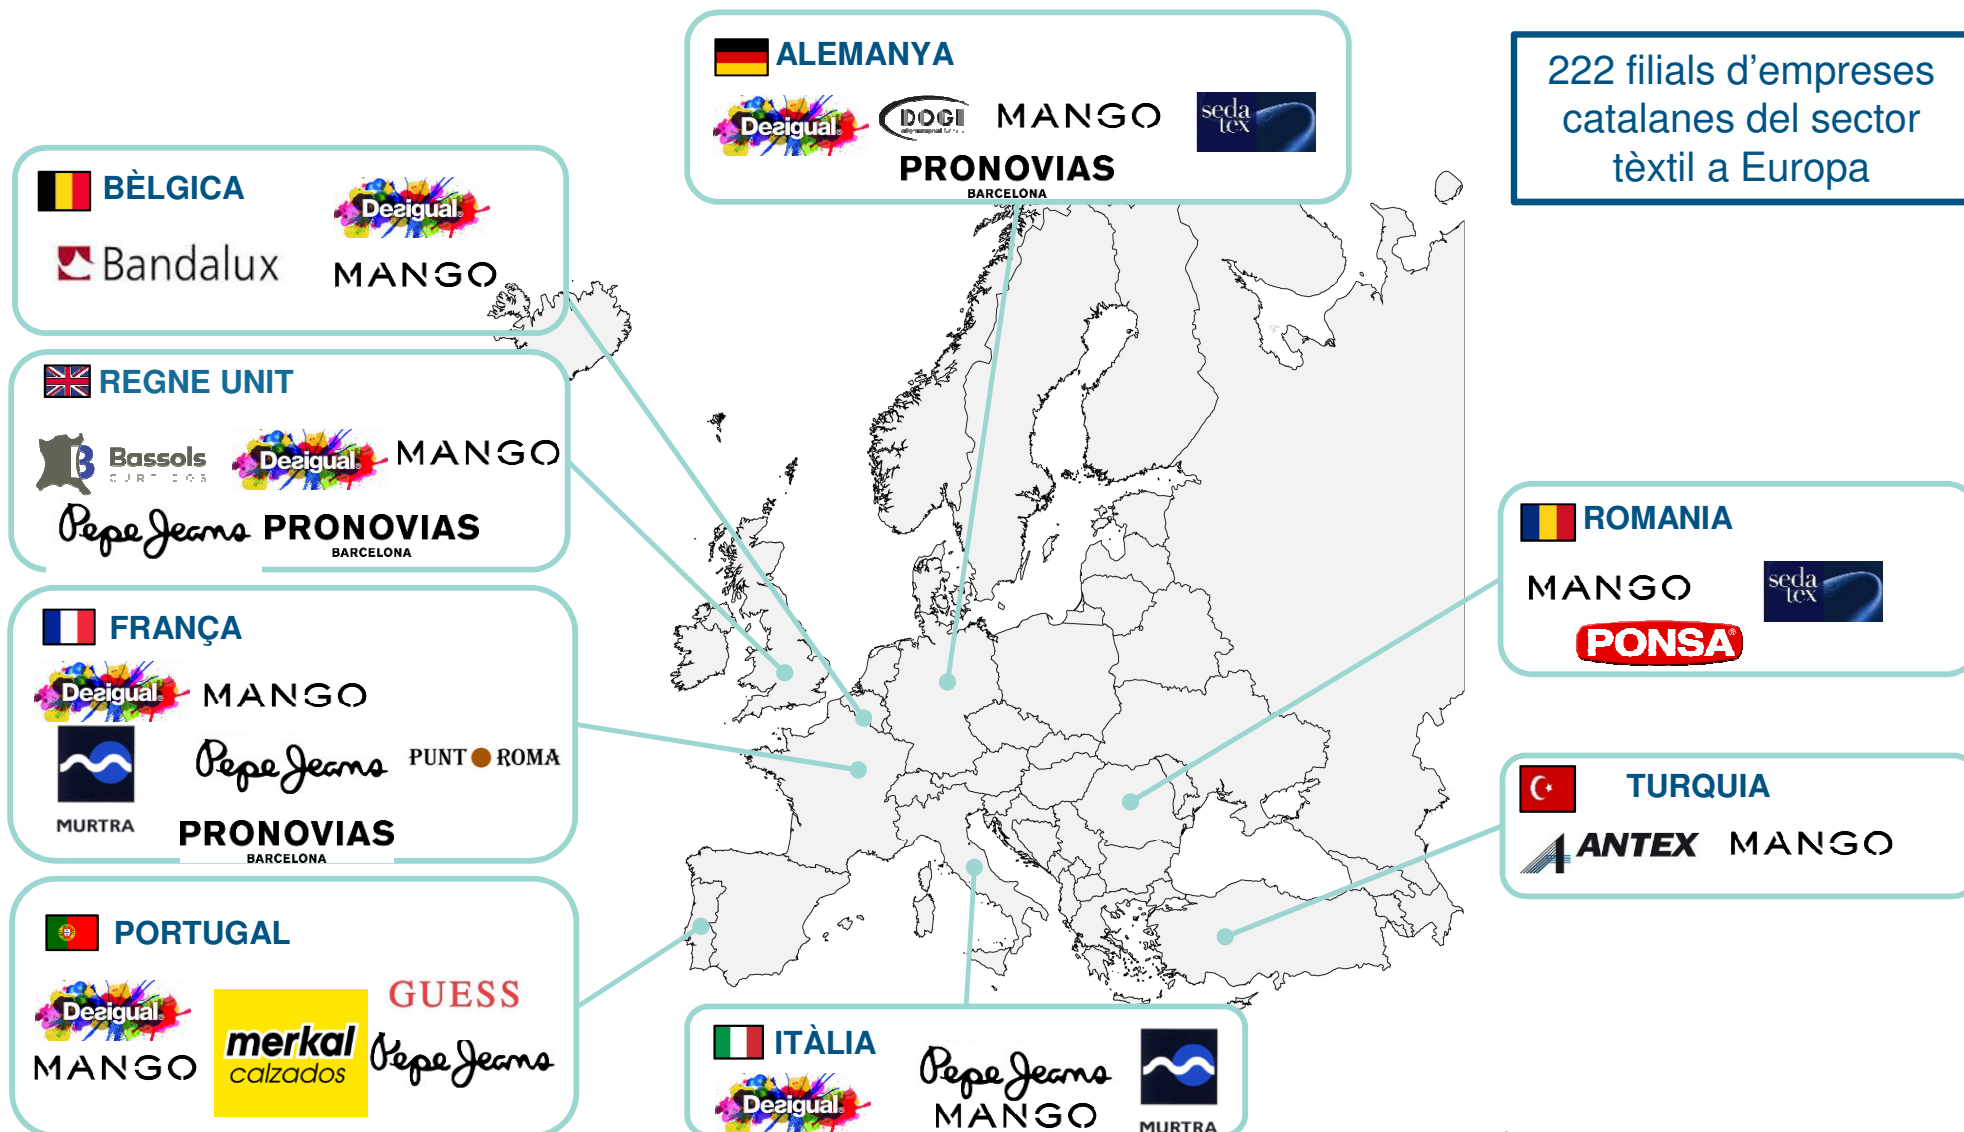 ALEMANYA
Desigual.
DOGI
MANGO
seda
tex
PRONOVIAS
BARCELONA
222 filials d'empreses
catalanes del sector
tèxtil a Europa
BÈLGICA
Desigual.
Bandalux
MANGO
REGNE UNIT
Bassols
Desigual.
MANGO
Pepe Jeans
PRONOVIAS
BARCELONA
FRANÇA
Desigual.
MANGO
MURTRA
Pepe Jeans
PUNT ROMA
PRONOVIAS
BARCELONA
PORTUGAL
Desigual.
MANGO
merkal
calzados
GUESS
Pepe Jeans
ITÀLIA
Desigual.
Pepe Jeans
MANGO
MURTRA
ROMANIA
MANGO
seda
tex
PONSA®
TURQUIA
ANTEX
MANGO